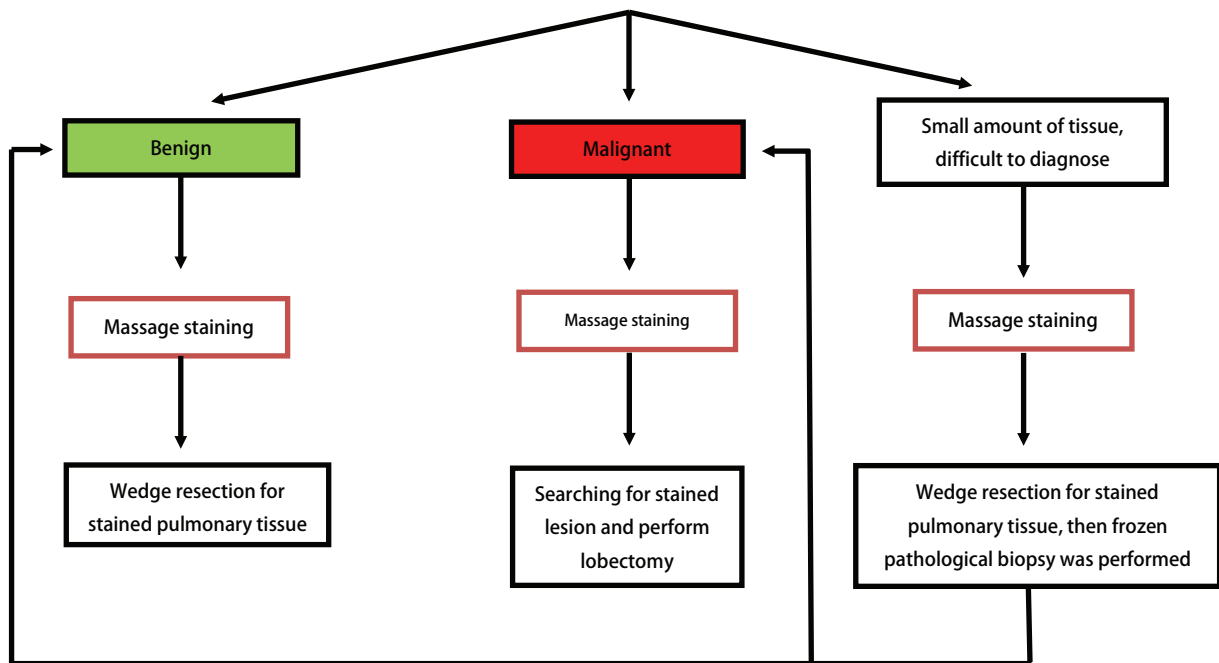 Benign
Malignant
Small amount of tissue,
difficult to diagnose
Massage staining
Massage staining
Massage staining
Wedge resection for
stained pulmonary tissue
Searching for stained
lesion and perform
lobectomy
Wedge resection for stained
pulmonary tissue, then frozen
pathological biopsy was performed